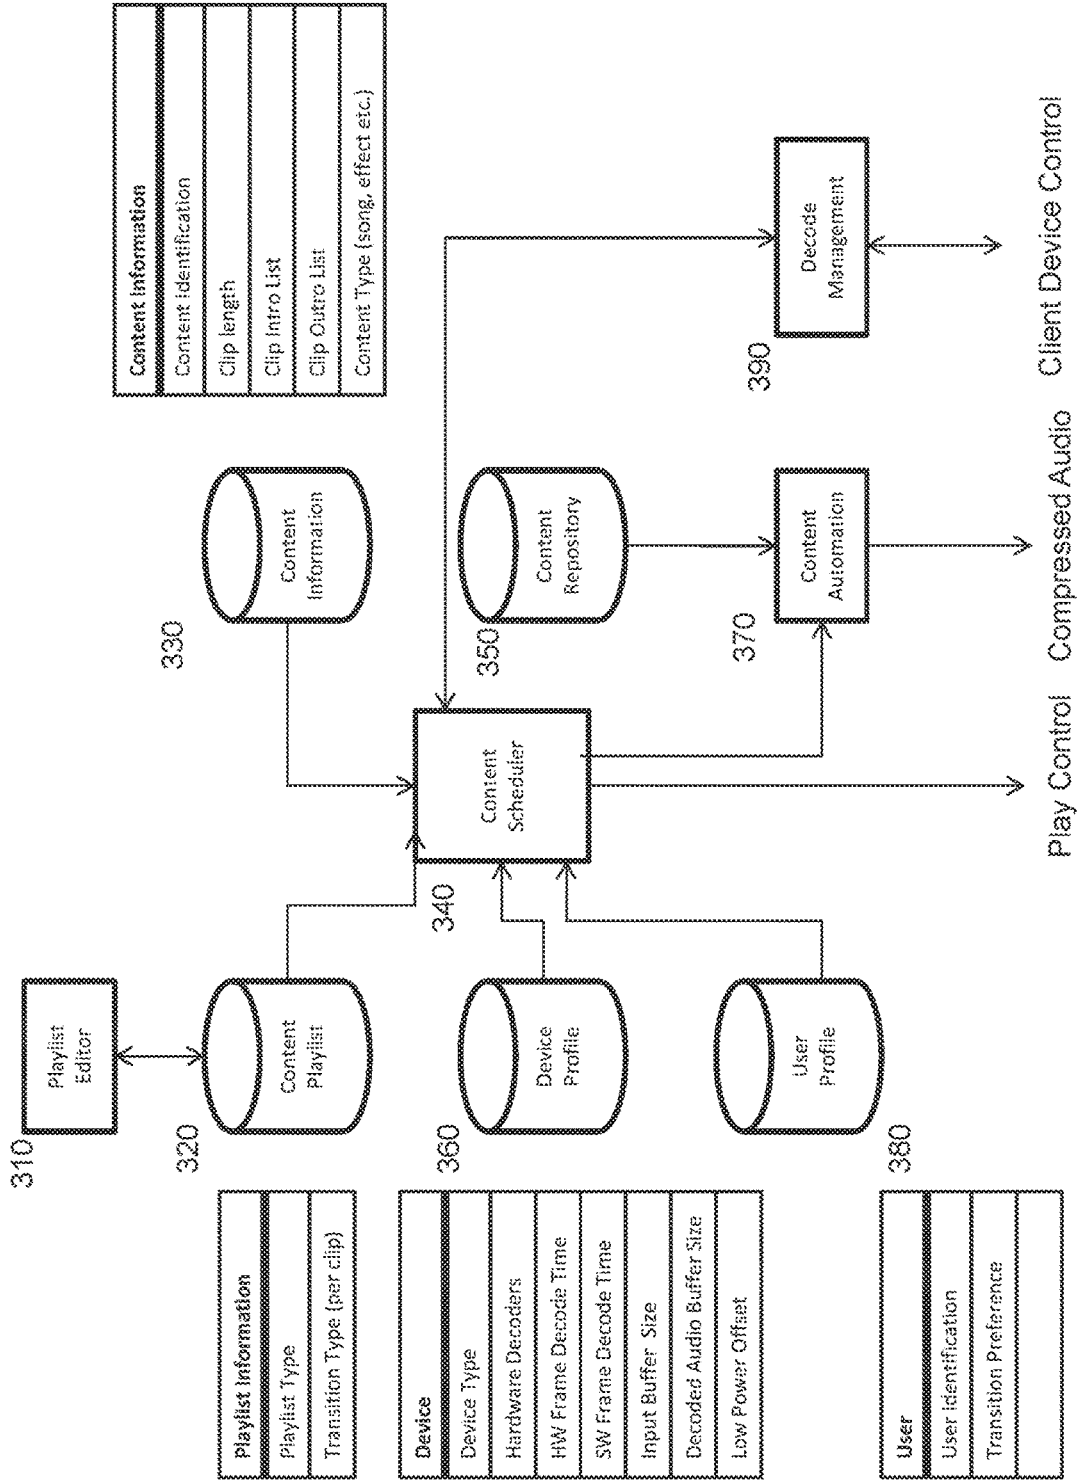 310
Playlist
Editor
320
Content
Playlist
Playlist Information
Playlist Type
Transition Type (per clip)
330
Content
Information
Content Information
Content Identification
Clip length
Clip Intro List
Clip Outro List
Content Type (song, effect etc.)
340
Content
Scheduler
350
Content
Repository
360
Device
Profile
Device
Device Type
Hardware Decoders
HW Frame Decode Time
SW Frame Decode Time
Input Buffer Size
Decoded Audio Buffer Size
Low Power Offset
370
Content
Automation
380
User
Profile
User
User Identification
Transition Preference
390
Decode
Management
Play Control
Compressed Audio
Client Device Control